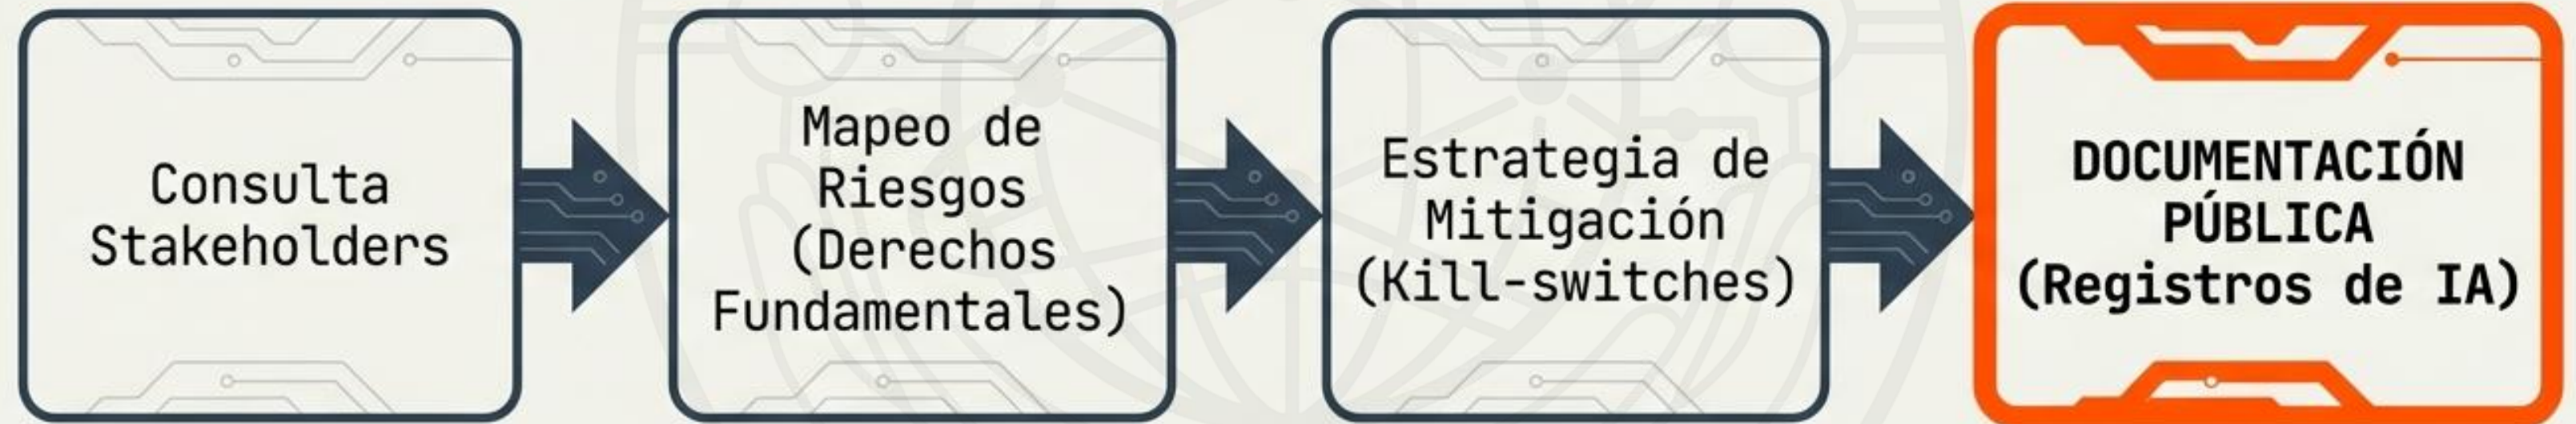 Consulta
Stakeholders
Mapeo de
Riesgos
(Derechos
Fundamentales)
Estrategia de
Mitigación
(Kill-switches)
DOCUMENTACIÓN
PÚBLICA
(Registros de IA)